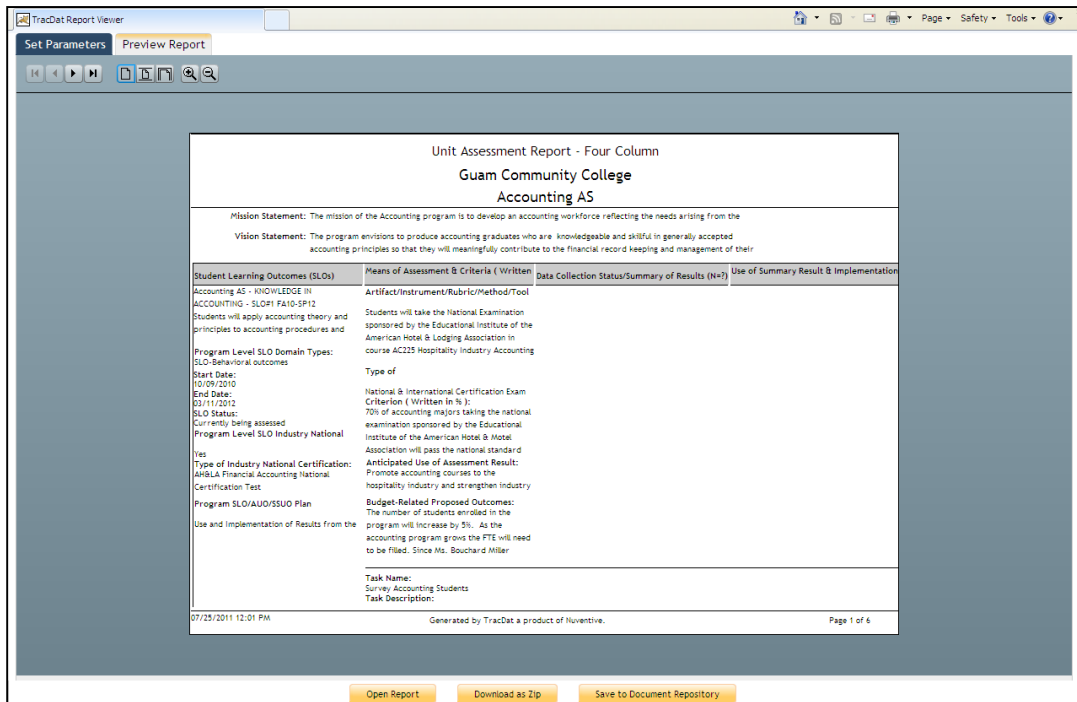 TracDat Report Viewer
Page Safety Tools
Set Parameters Preview Report
Unit Assessment Report - Four Column
Guam Community College
Accounting AS
Mission Statement: The mission of the Accounting program is to develop an accounting workforce reflecting the needs arising from the
Vision Statement: The program envisions to produce accounting graduates who are knowledgeable and skilful in generally accepted
accounting principles so that they will meaningfully contribute to the financial record keeping and management of their
Student Learning Outcomes (SLOs)
Means of Assessment & Criteria ( Written
Data Collection Status/Summary of Results (N=?)
Use of Summary Result & Implementation
Accounting AS - KNOWLEDGE IN
ACCOUNTING - SLO#1 FA10-SP12
Students will apply accounting theory and
principles to accounting procedures and
Program Level SLO Domain Types:
SLO-Behavioral outcomes
Start Date:
10/09/2010
End Date:
03/11/2012
SLO Status:
Currently being assessed
Program Level SLO Industry National
Yes
Type of Industry National Certification:
AH&LA Financial Accounting National
Certification Test
Program SLO/AUO/SSUO Plan
Use and Implementation of Results from the
Artifact/Instrument/Rubric/Method/Tool
Students will take the National Examination
sponsored by the Educational Institute of the
American Hotel & Lodging Association in
course AC225 Hospitality Industry Accounting
Type of
National & International Certification Exam
Criterion ( Written in % ):
70% of accounting majors taking the national
examination sponsored by the Educational
Institute of the American Hotel & Motel
Association will pass the national standard
Anticipated Use of Assessment Result:
Promote accounting courses to the
hospitality industry and strengthen industry
Budget-Related Proposed Outcomes:
The number of students enrolled in the
program will increase by 5%. As the
accounting program grows the FTE will need
to be filled. Since Ms. Bouchard Miller
Task Name:
Survey Accounting Students
Task Description:
07/25/2011 12:01 PM
Generated by TracDat a product of Nuventive.
Page 1 of 6
Open Report
Download as Zip
Save to Document Repository